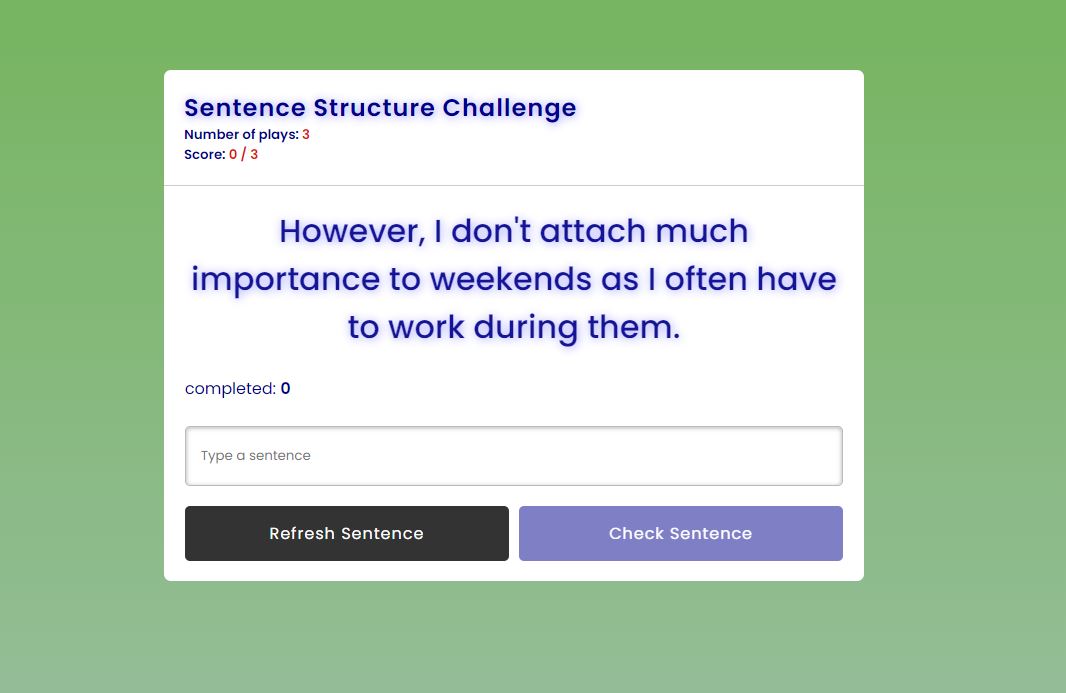 Sentence Structure Challenge
Number of plays: 3
Score: 0 / 3
However, I don't attach much
importance to weekends as I often have
to work during them.
completed: 0
Type a sentence
Refresh Sentence
Check Sentence